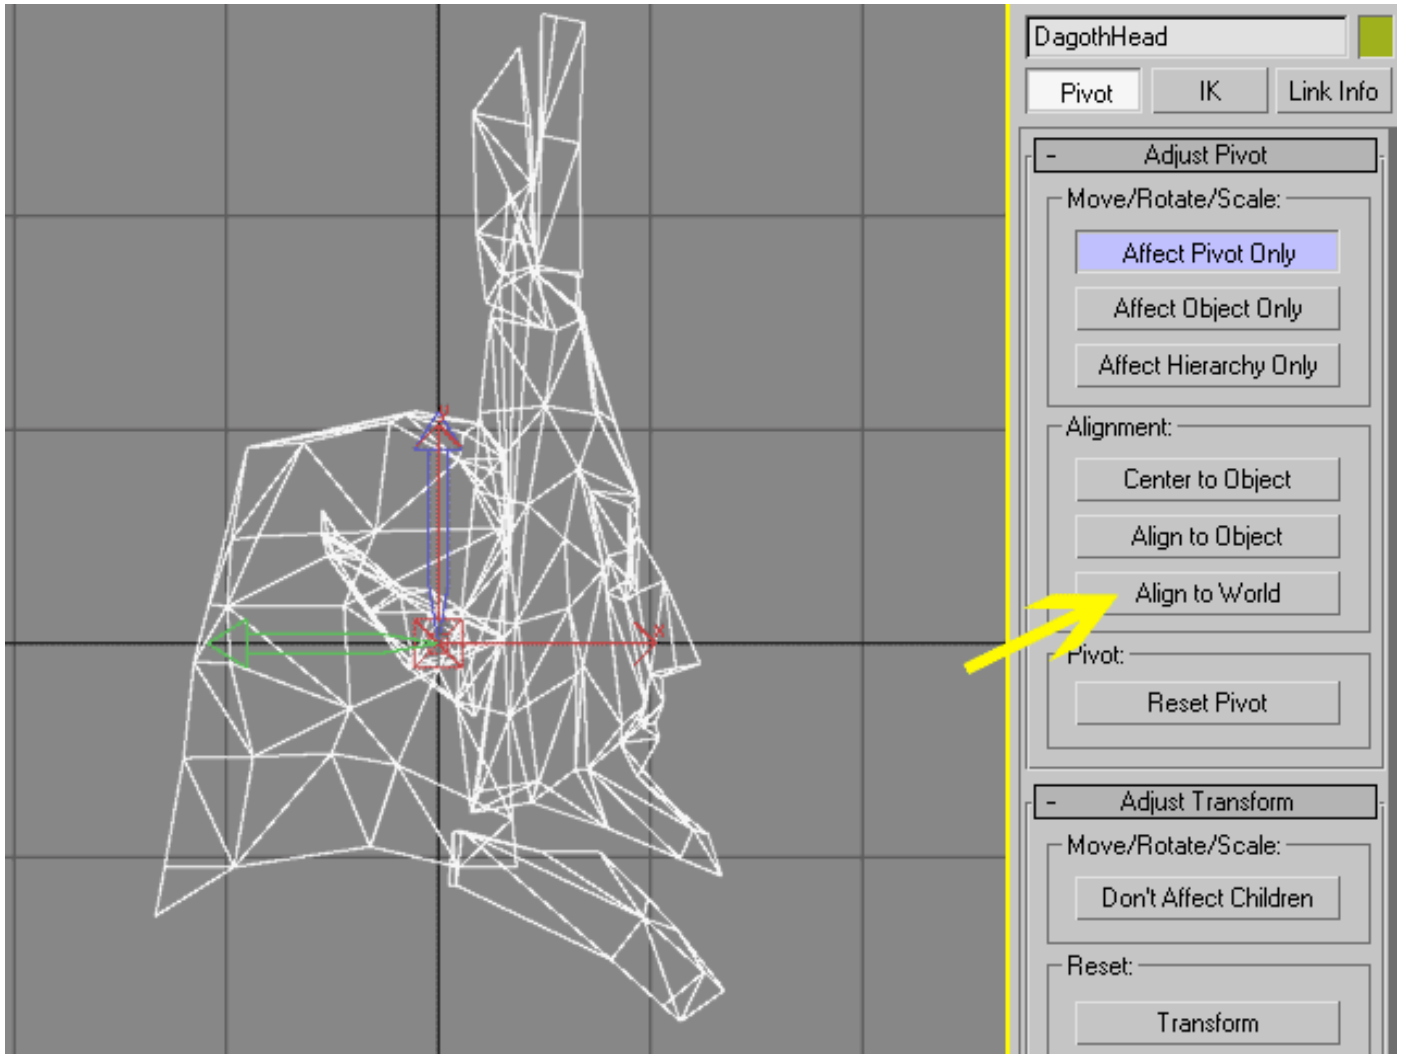 DagothHead
Pivot IK Link Info
- Adjust Pivot
Move/Rotate/Scale:
Affect Pivot Only
Affect Object Only
Affect Hierarchy Only
Alignment:
Center to Object
Align to Object
Align to World
Pivot:
Reset Pivot
- Adjust Transform
Move/Rotate/Scale:
Don't Affect Children
Reset:
Transform
y
x